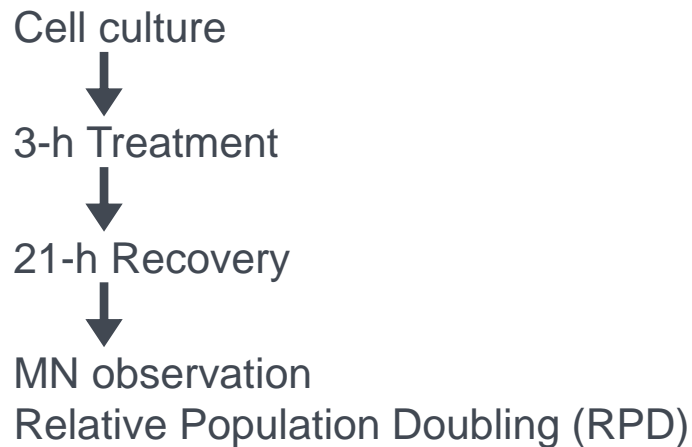 Cell culture
3-h Treatment
21-h Recovery
MN observation
Relative Population Doubling (RPD)